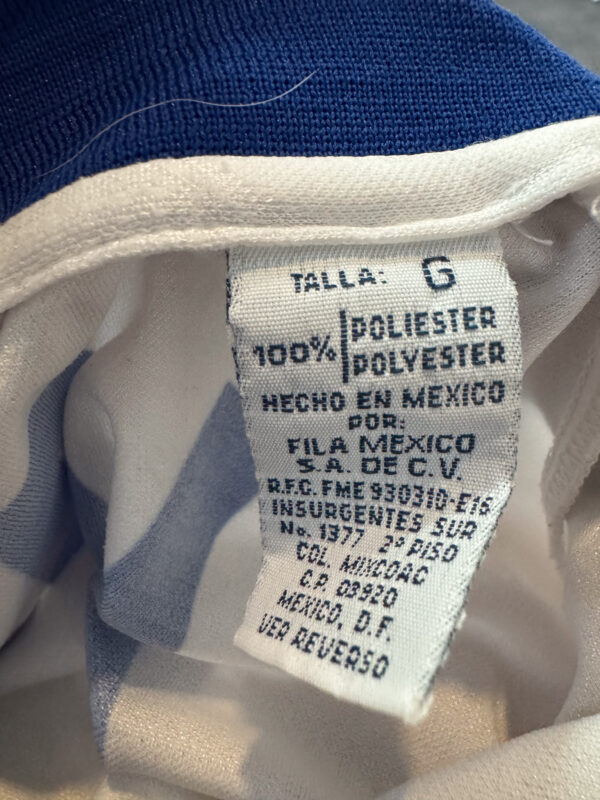 TALLA: G
100% POLIESTER
POLYESTER
HECHO EN MEXICO
POR:
FILA MEXICO
S.A. DE C.V.
R.F.C. FME 930310-E16
INSURGENTES SUR
No. 1377 2º PISO
COL. MIXCOAC
C.P. 03920
MEXICO, D.F.
VER REVERSO